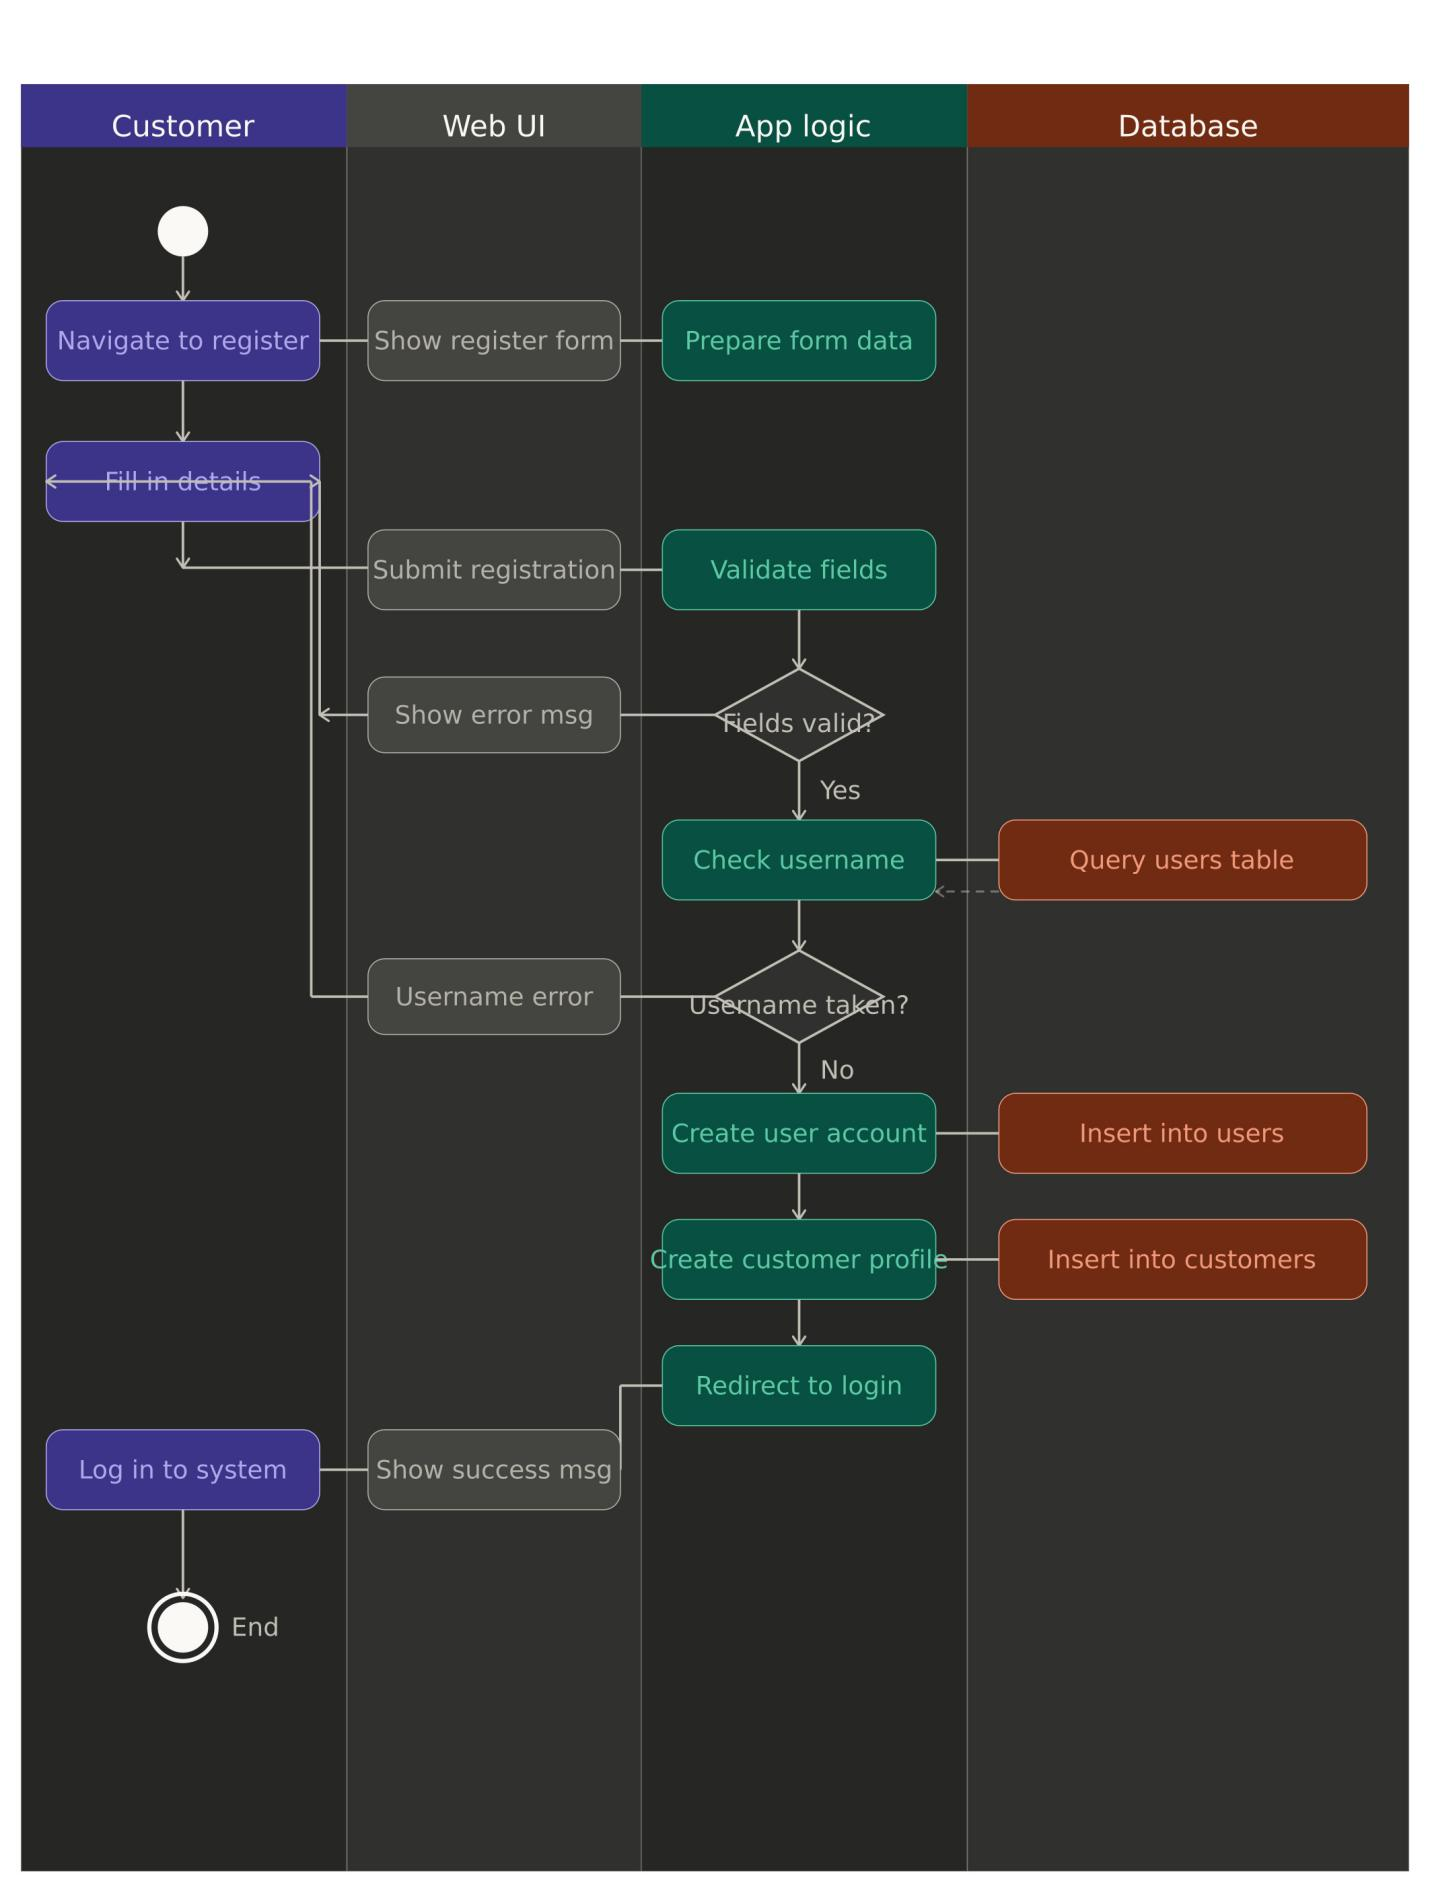 Customer
Web UI
App logic
Database
Navigate to register
Show register form
Prepare form data
Fill in details
Submit registration
Validate fields
Show error msg
Fields valid?
Yes
Check username
Query users table
Username error
Username taken?
No
Create user account
Insert into users
Create customer profile
Insert into customers
Redirect to login
Log in to system
Show success msg
End